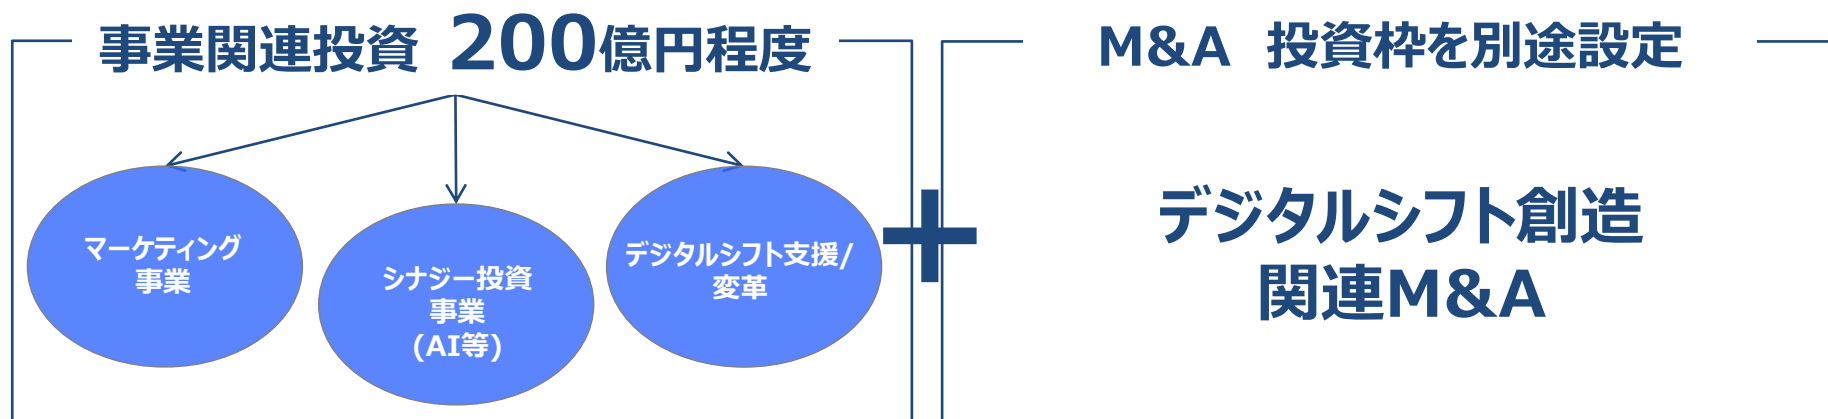 事業関連投資 200億円程度
マーケティング
事業
シナジー投資
事業
(AI等)
デジタルシフト支援/
変革
M&A 投資枠を別途設定
デジタルシフト創造
関連M&A